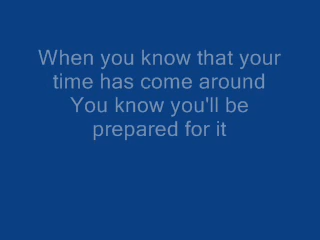 When you know that your
time has come around
You know you'll be
prepared for it